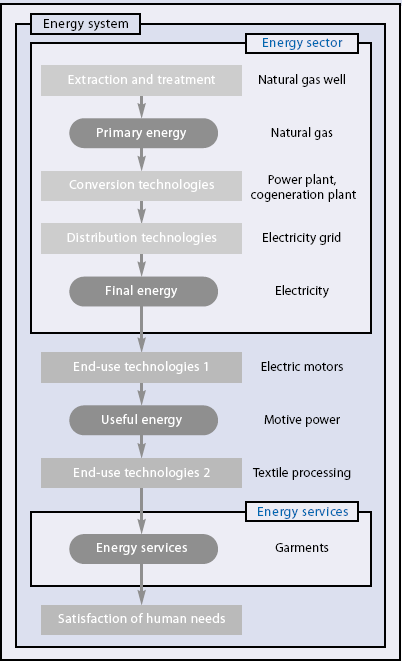 Energy system
Energy sector
Extraction and treatment
Natural gas well
Primary energy
Natural gas
Conversion technologies
Power plant,
cogeneration plant
Distribution technologies
Electricity grid
Final energy
Electricity
End-use technologies 1
Electric motors
Useful energy
Motive power
End-use technologies 2
Textile processing
Energy services
Energy services
Garments
Satisfaction of human needs